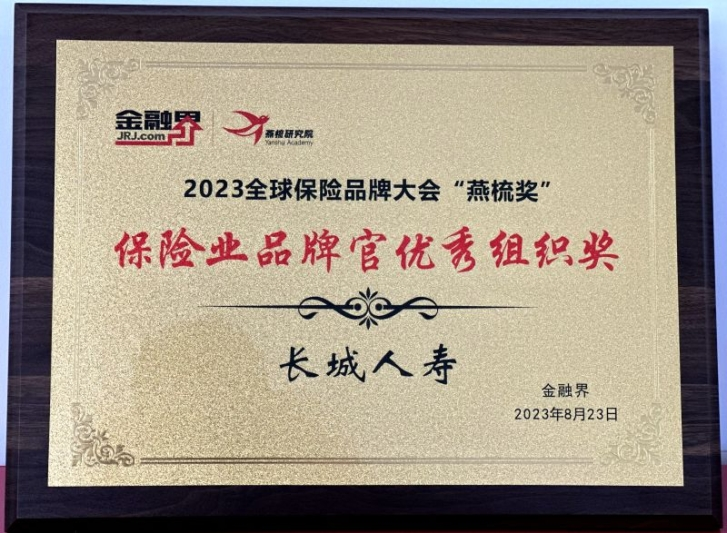 金融界
JRJ.com
燕梳研究院
Yanshu Academy
2023全球保险品牌大会“燕梳奖”
保险业品牌官优秀组织奖
长城人寿
金融界
2023年8月23日